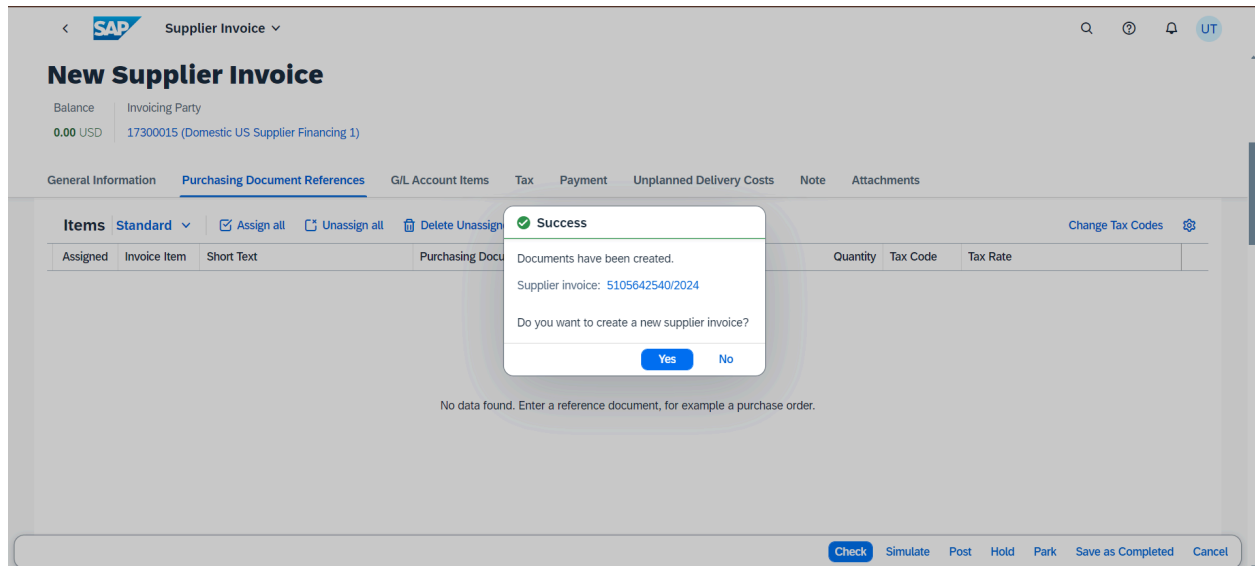 SAP Supplier Invoice UT
New Supplier Invoice
Balance Invoicing Party
0.00 USD 17300015 (Domestic US Supplier Financing 1)
General Information Purchasing Document References G/L Account Items Tax Payment Unplanned Delivery Costs Note Attachments
Items Standard Assign all Unassign all Delete Unassign Change Tax Codes
Assigned Invoice Item Short Text Purchasing Docu Quantity Tax Code Tax Rate
Success
Documents have been created.
Supplier invoice: 5105642540/2024
Do you want to create a new supplier invoice?
Yes No
No data found. Enter a reference document, for example a purchase order.
Check Simulate Post Hold Park Save as Completed Cancel